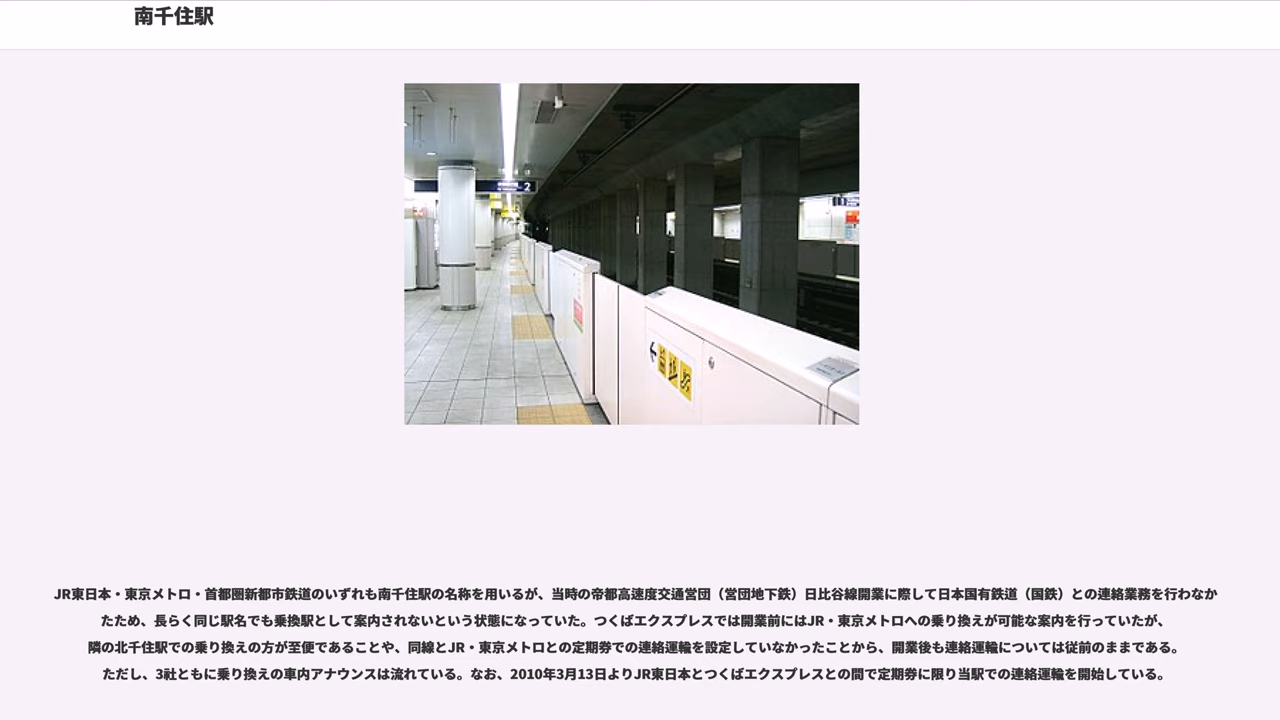 南千住駅
2
JR東日本・東京メトロ・首都圏新都市鉄道のいずれも南千住駅の名称を用いるが、当時の帝都高速度交通営団（営団地下鉄）日比谷線開業に際して日本国有鉄道（国鉄）との連絡業務を行わなか
たため、長らく同じ駅名でも乗換駅として案内されないという状態になっていた。つくばエクスプレスでは開業前にはJR・東京メトロへの乗り換えが可能な案内を行っていたが、
隣の北千住駅での乗り換えの方が至便であることや、同線とJR・東京メトロとの定期券での連絡運輸を設定していなかったことから、開業後も連絡運輸については従前のままである。
ただし、3社ともに乗り換えの車内アナウンスは流れている。なお、2010年3月13日よりJR東日本とつくばエクスプレスとの間で定期券に限り当駅での連絡運輸を開始している。